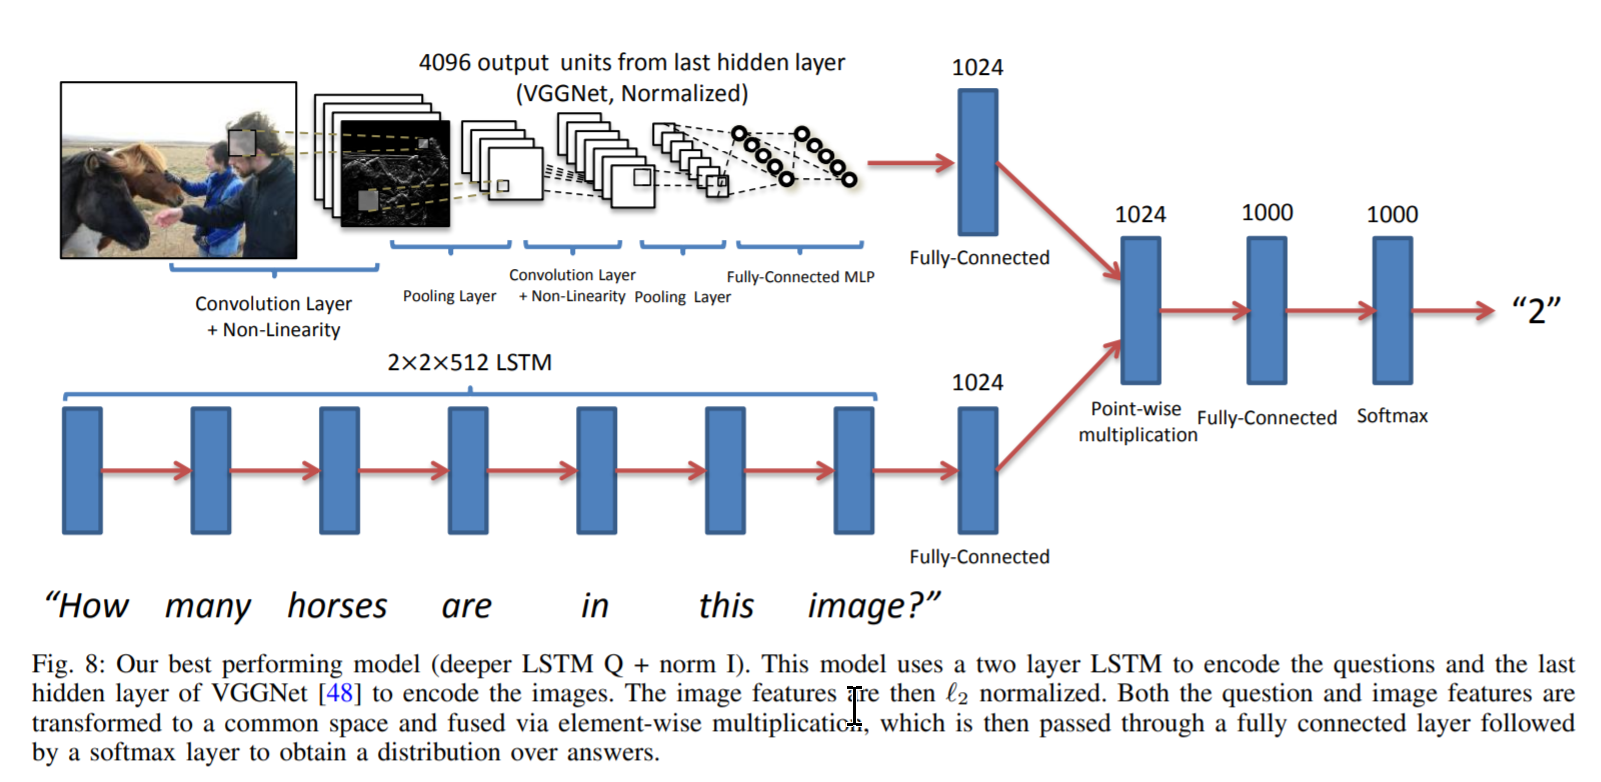 4096 output units from last hidden layer
(VGGNet, Normalized)
1024
Fully-Connected
1024
1000
1000
Convolution Layer
+ Non-Linearity
Pooling Layer
Convolution Layer
+ Non-Linearity
Pooling Layer
Fully-Connected MLP
"2"
2×2×512 LSTM
1024
Point-wise
multiplication
Fully-Connected
Softmax
Fully-Connected
“How many horses are in this image?”
Fig. 8: Our best performing model (deeper LSTM Q + norm I). This model uses a two layer LSTM to encode the questions and the last
hidden layer of VGGNet [48] to encode the images. The image features are then ℓ2 normalized. Both the question and image features are
transformed to a common space and fused via element-wise multiplication, which is then passed through a fully connected layer followed
by a softmax layer to obtain a distribution over answers.